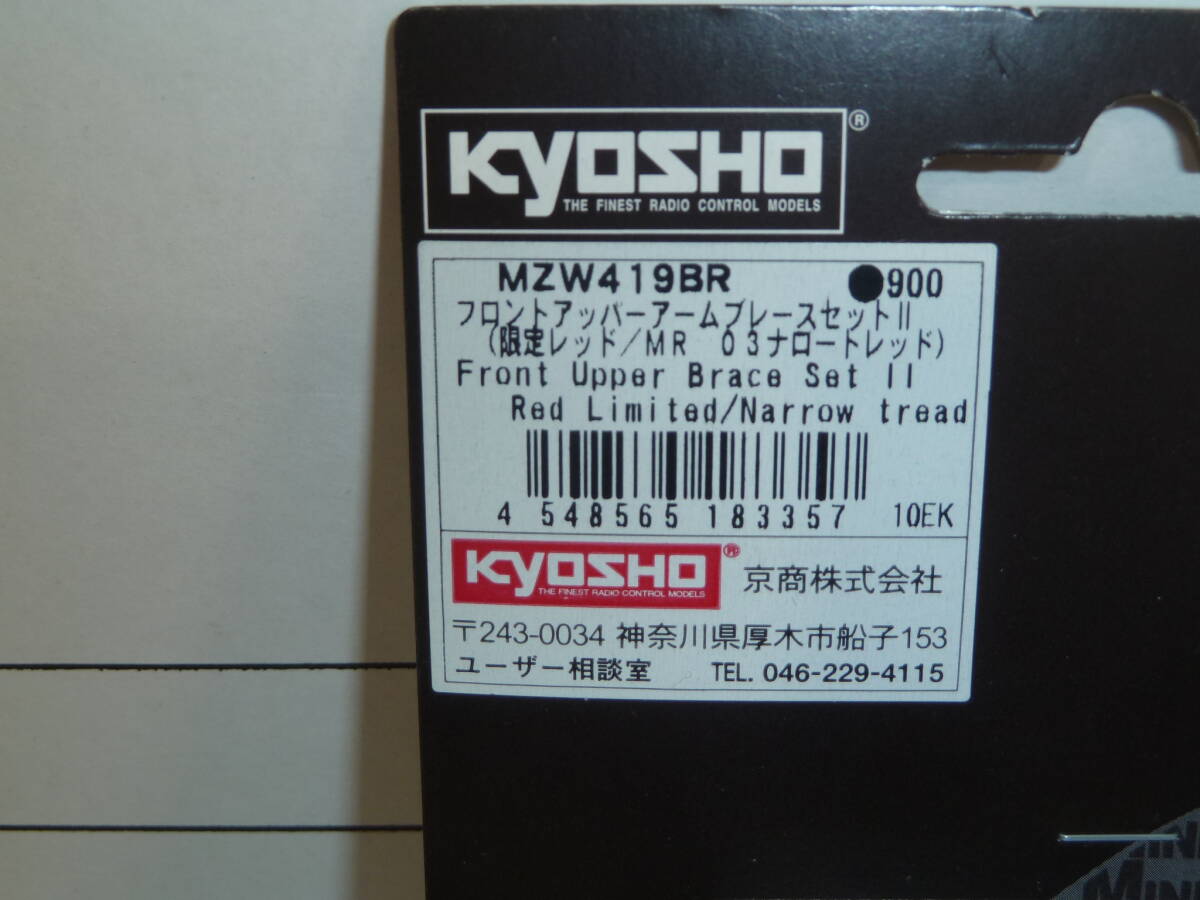 KYOSHO®
THE FINEST RADIO CONTROL MODELS
MZW419BR ●900
フロントアッパーアームブレースセットⅡ
(限定レッド/MR 03ナロートレッド)
Front Upper Brace Set II
Red Limited/Narrow tread
4 548565 183357 10EK
KYOSHO® 京商株式会社
THE FINEST RADIO CONTROL MODELS
〒243-0034 神奈川県厚木市船子153
ユーザー相談室 TEL. 046-229-4115